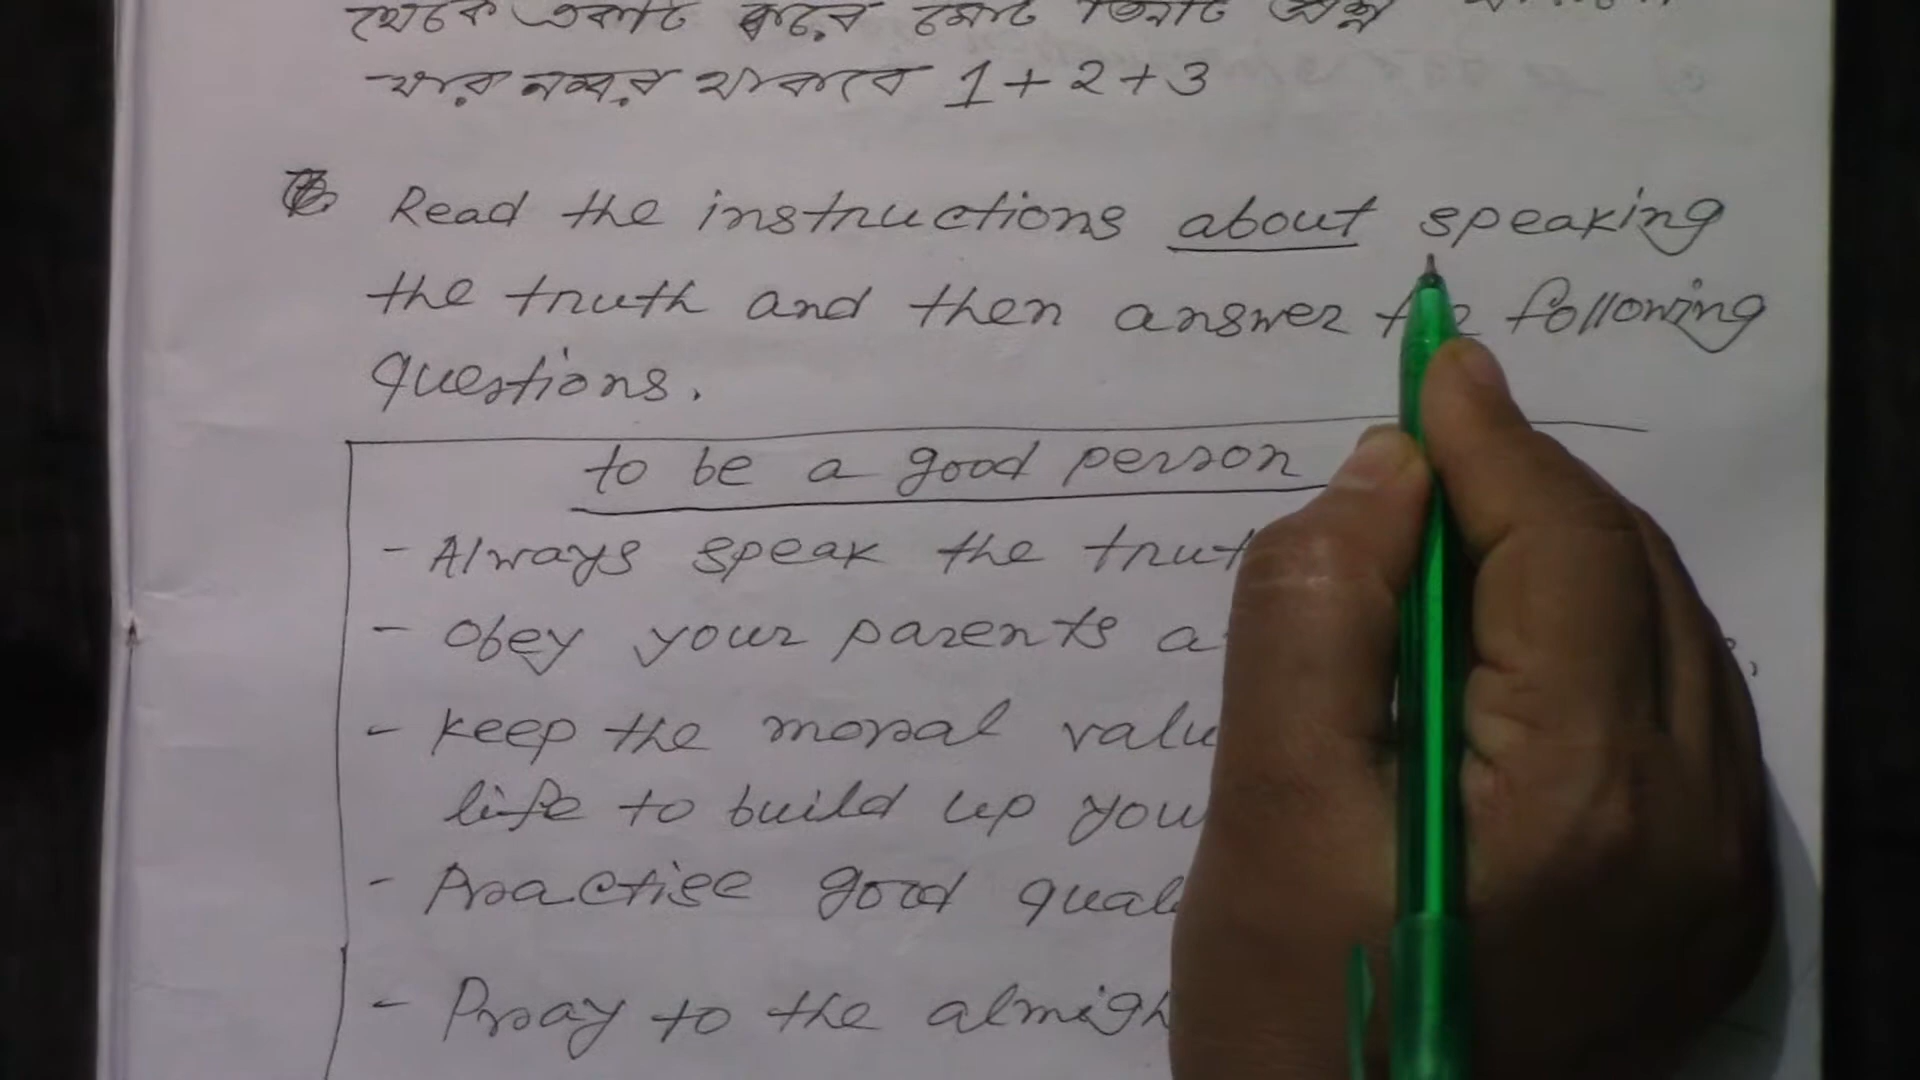 থেকে একটি করে মোট তিনটি প্রশ্ন
যার নম্বর থাকবে 1+2+3
Read the instructions about speaking
the truth and then answer the following
questions.
to be a good person
- Always speak the trut
- Obey your parents a
- Keep the moral valu
life to build up you
- Practise good qual
- Pray to the almigh